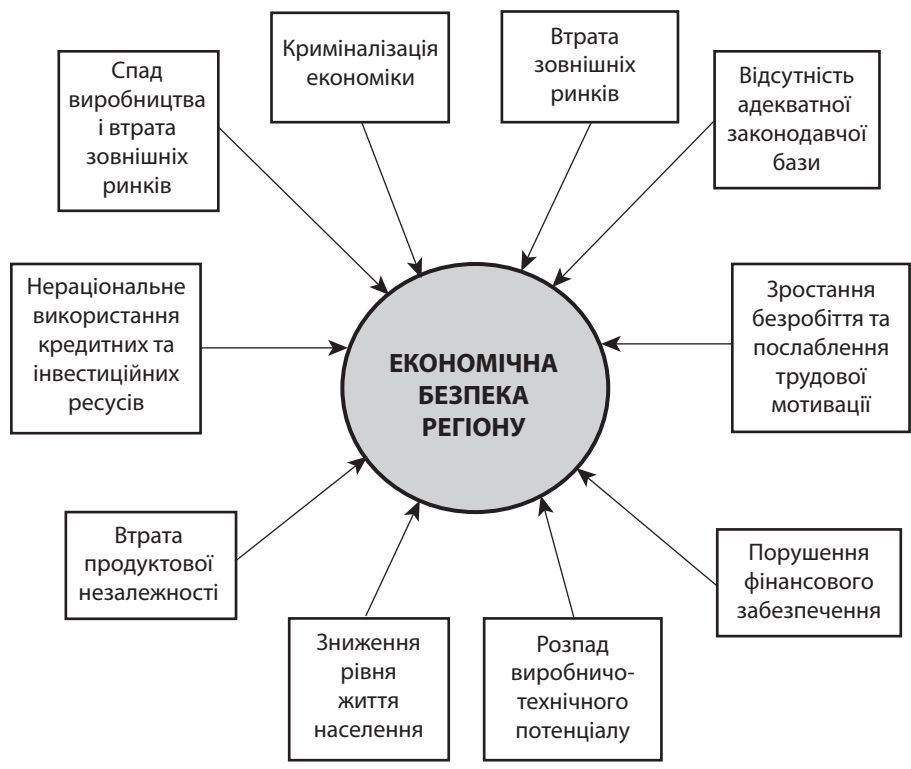 Спад
виробництва
і втрата
зовнішніх
ринків
Криміналізація
економіки
Втрата
зовнішніх
ринків
Відсутність
адекватної
законодавчої
бази
Нераціональне
використання
кредитних та
інвестиційних
ресусів
ЕКОНОМІЧНА
БЕЗПЕКА
РЕГІОНУ
Зростання
безробіття та
послаблення
трудової
мотивації
Втрата
продуктової
незалежності
Зниження
рівня
життя
населення
Розпад
виробничо-
технічного
потенціалу
Порушення
фінансового
забезпечення